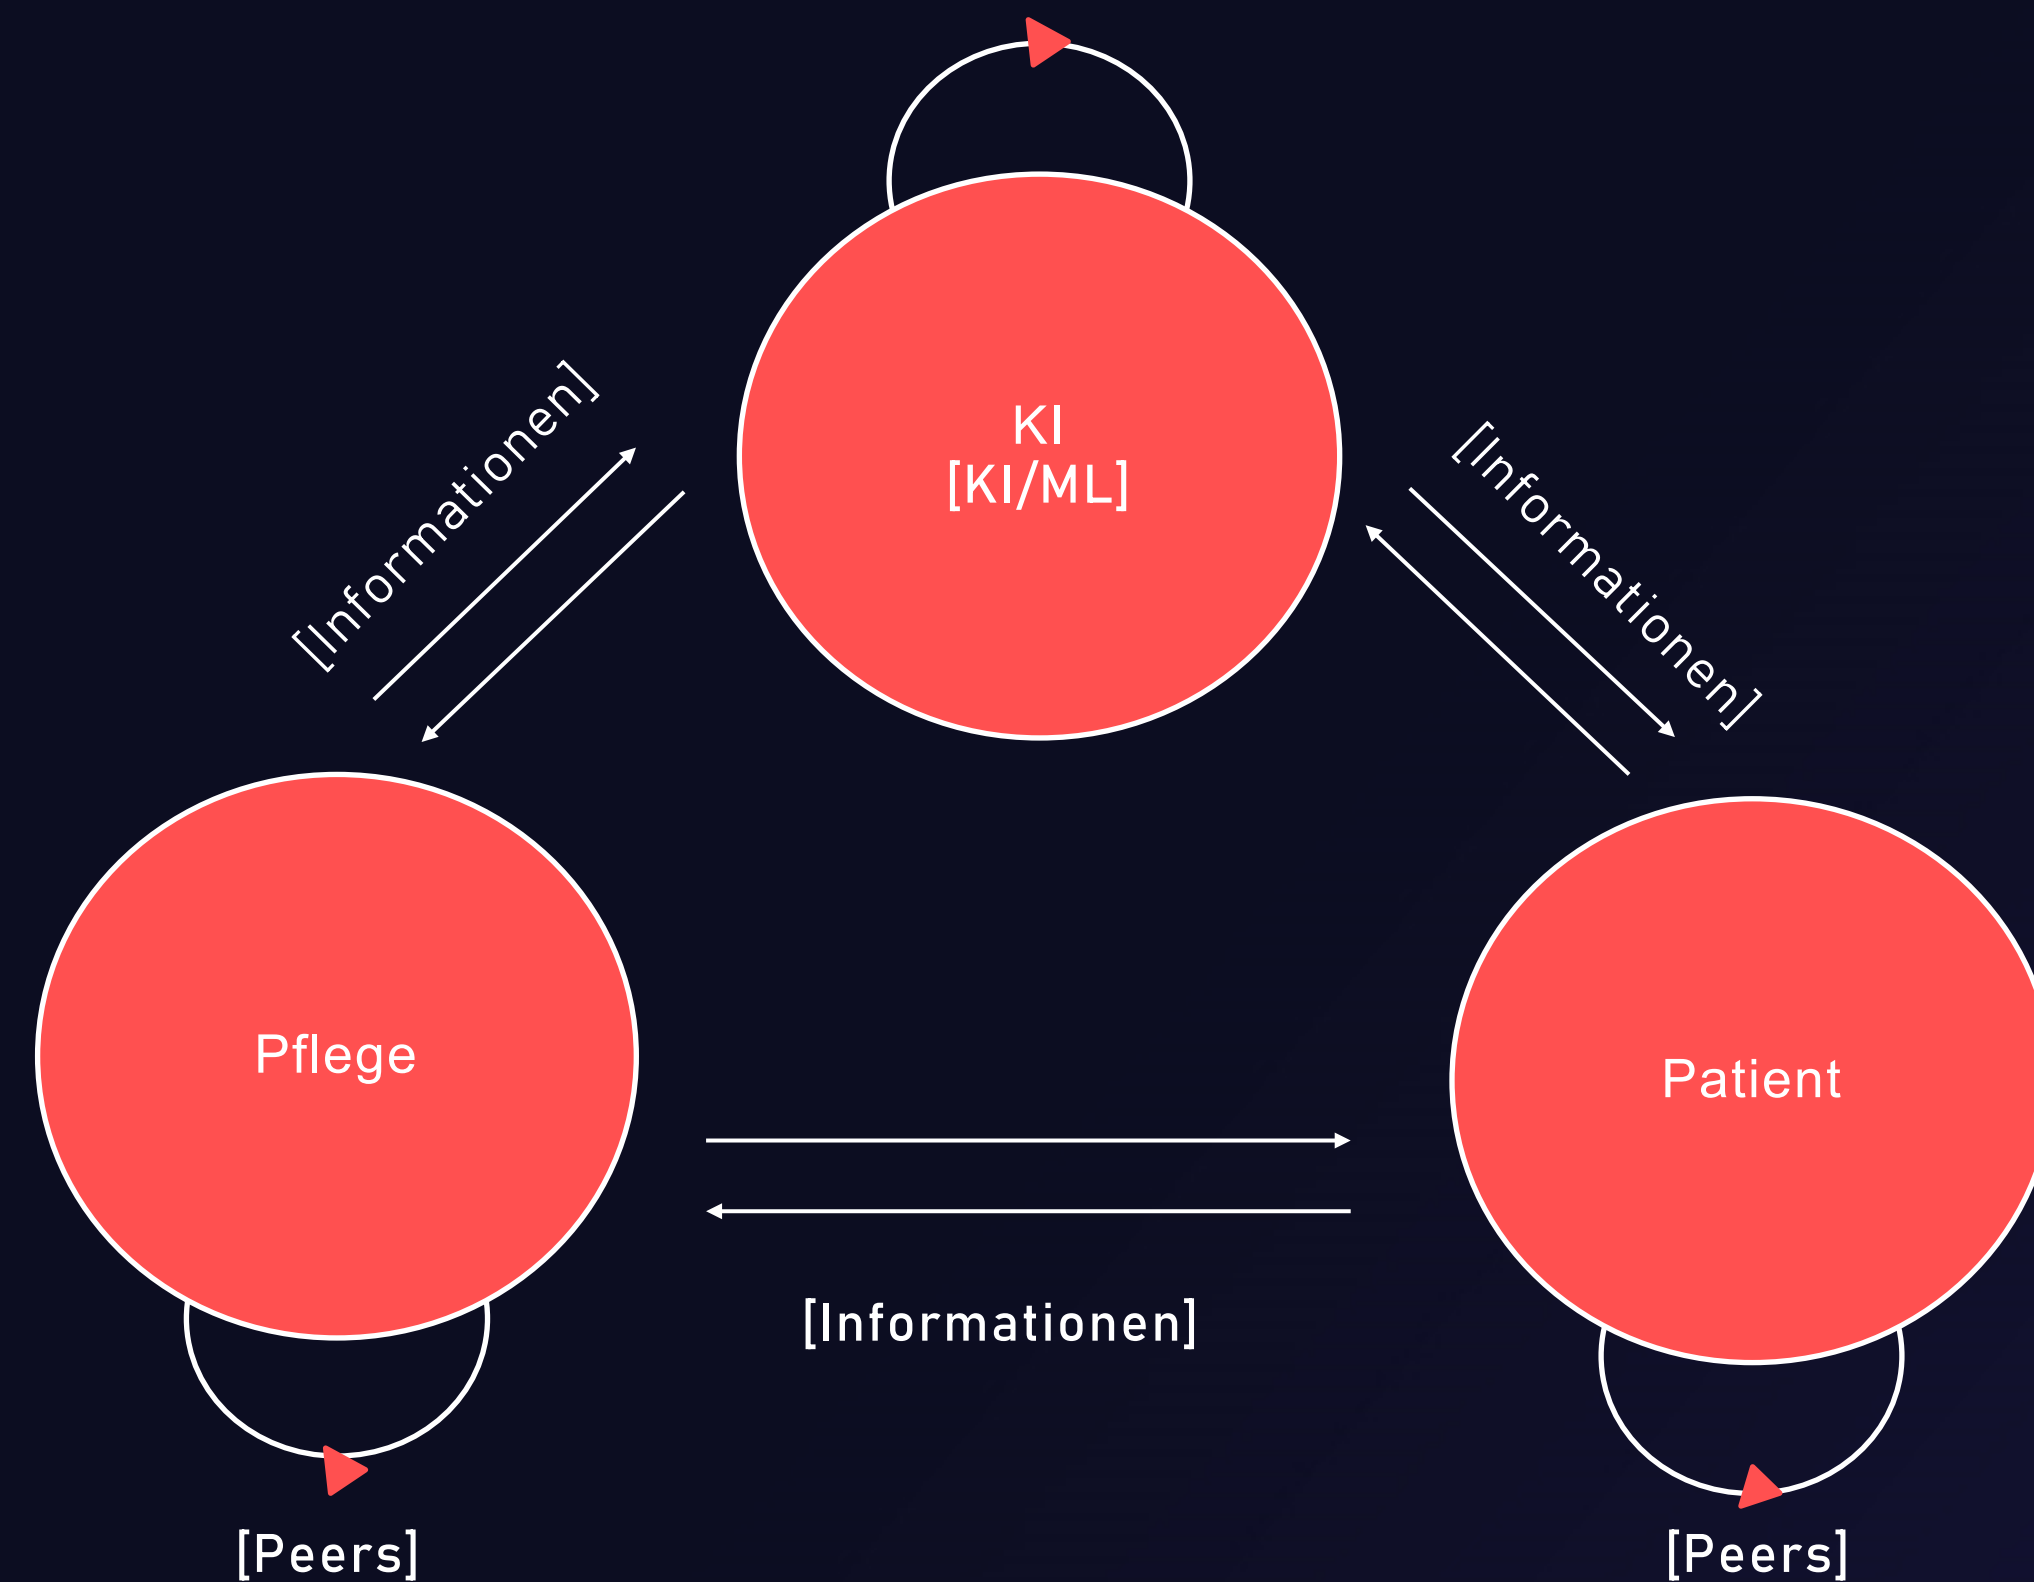 KI
[KI/ML]
[Informationen]
[Informationen]
Pflege
Patient
[Informationen]
[Peers]
[Peers]